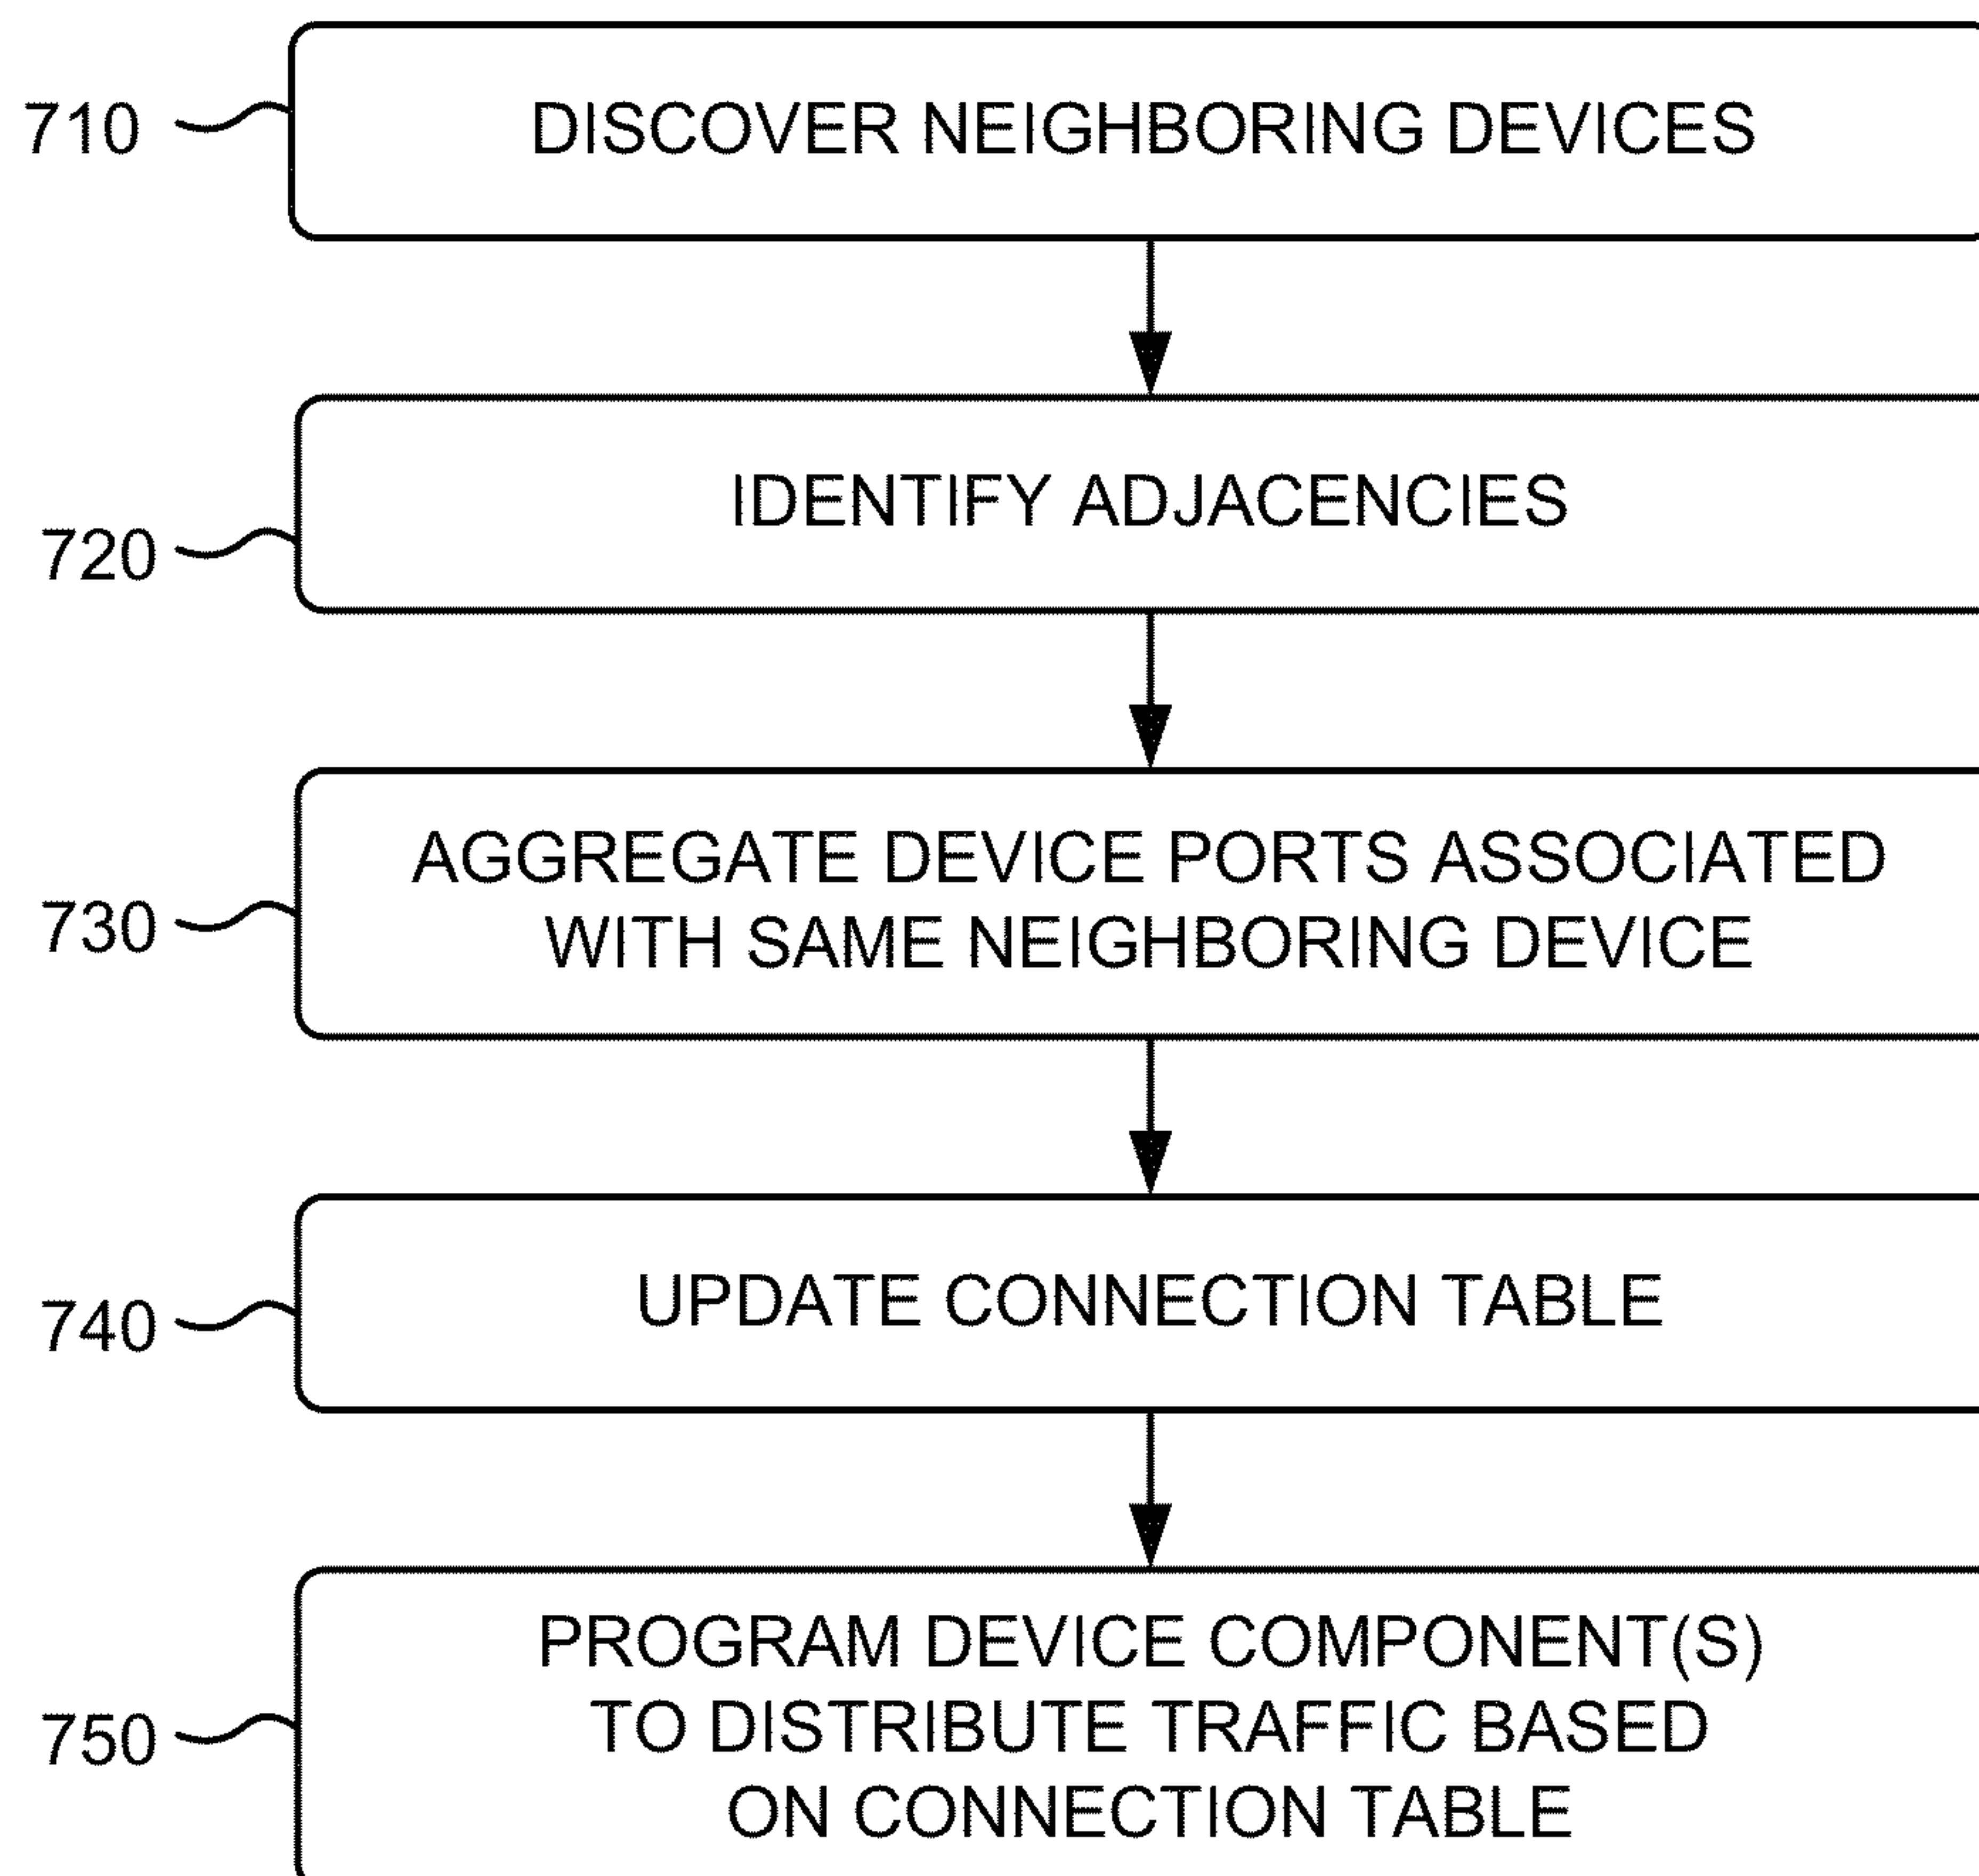 710
DISCOVER NEIGHBORING DEVICES
720
IDENTIFY ADJACENCIES
730
AGGREGATE DEVICE PORTS ASSOCIATED
WITH SAME NEIGHBORING DEVICE
740
UPDATE CONNECTION TABLE
750
PROGRAM DEVICE COMPONENT(S)
TO DISTRIBUTE TRAFFIC BASED
ON CONNECTION TABLE